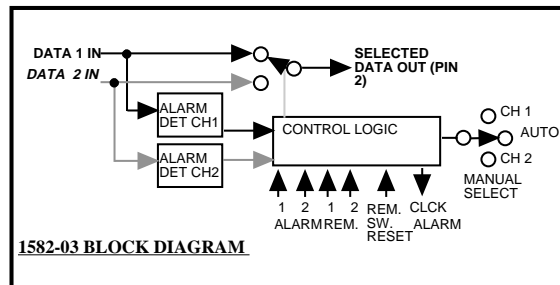 DATA 1 IN
DATA 2 IN
SELECTED
DATA OUT (PIN
2)
ALARM
DET CH1
ALARM
DET CH2
CONTROL LOGIC
CH 1
AUTO
CH 2
MANUAL
SELECT
1 2 1 2 REM. CLCK
ALARM REM. SW. ALARM
RESET
1582-03 BLOCK DIAGRAM